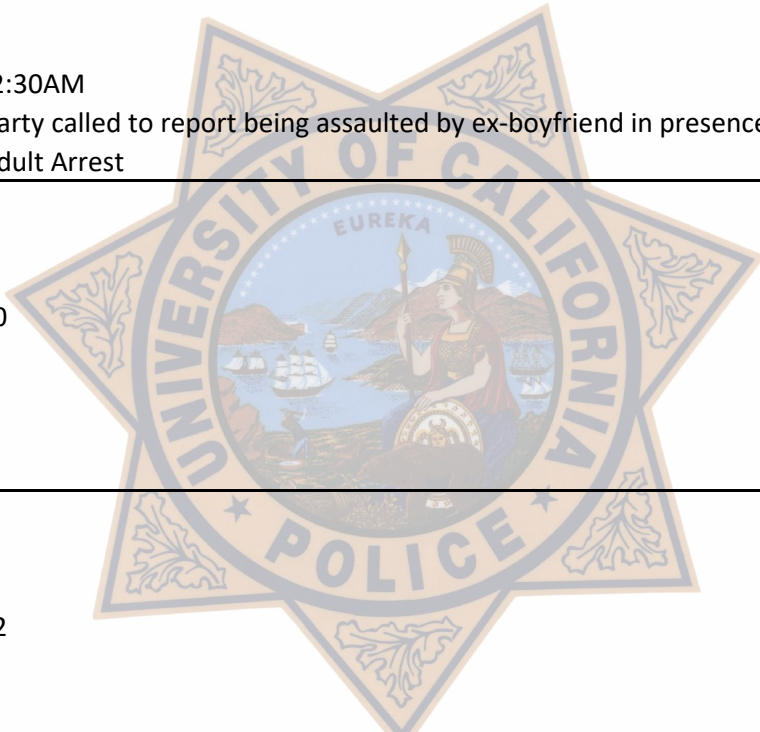 2:30AM
arty called to report being assaulted by ex-boyfriend in presence
dult Arrest
UNIVERSITY OF CALIFORNIA
EUREKA
0
POLICE
2